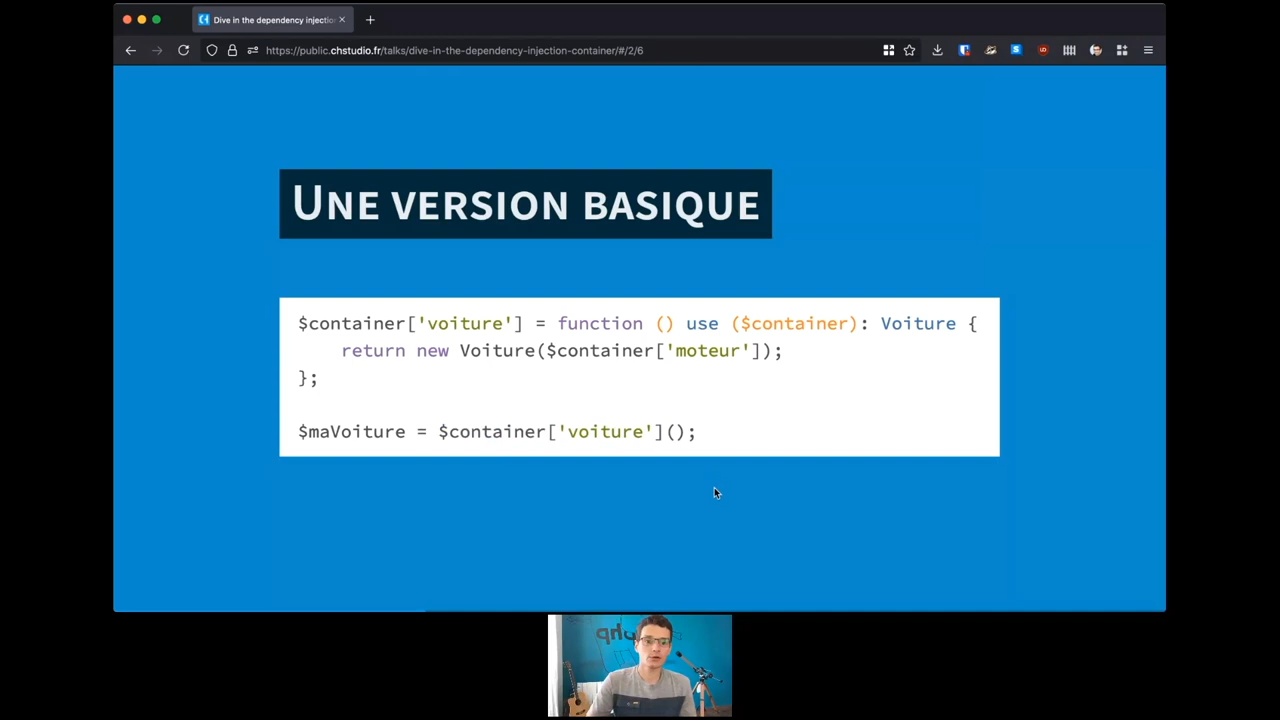 Dive in the dependency injectio
https://public.chstudio.fr/talks/dive-in-the-dependency-injection-container/#/2/6
UNE VERSION BASIQUE
$container['voiture'] = function () use ($container): Voiture {
return new Voiture($container['moteur']);
};
$maVoiture = $container['voiture']();